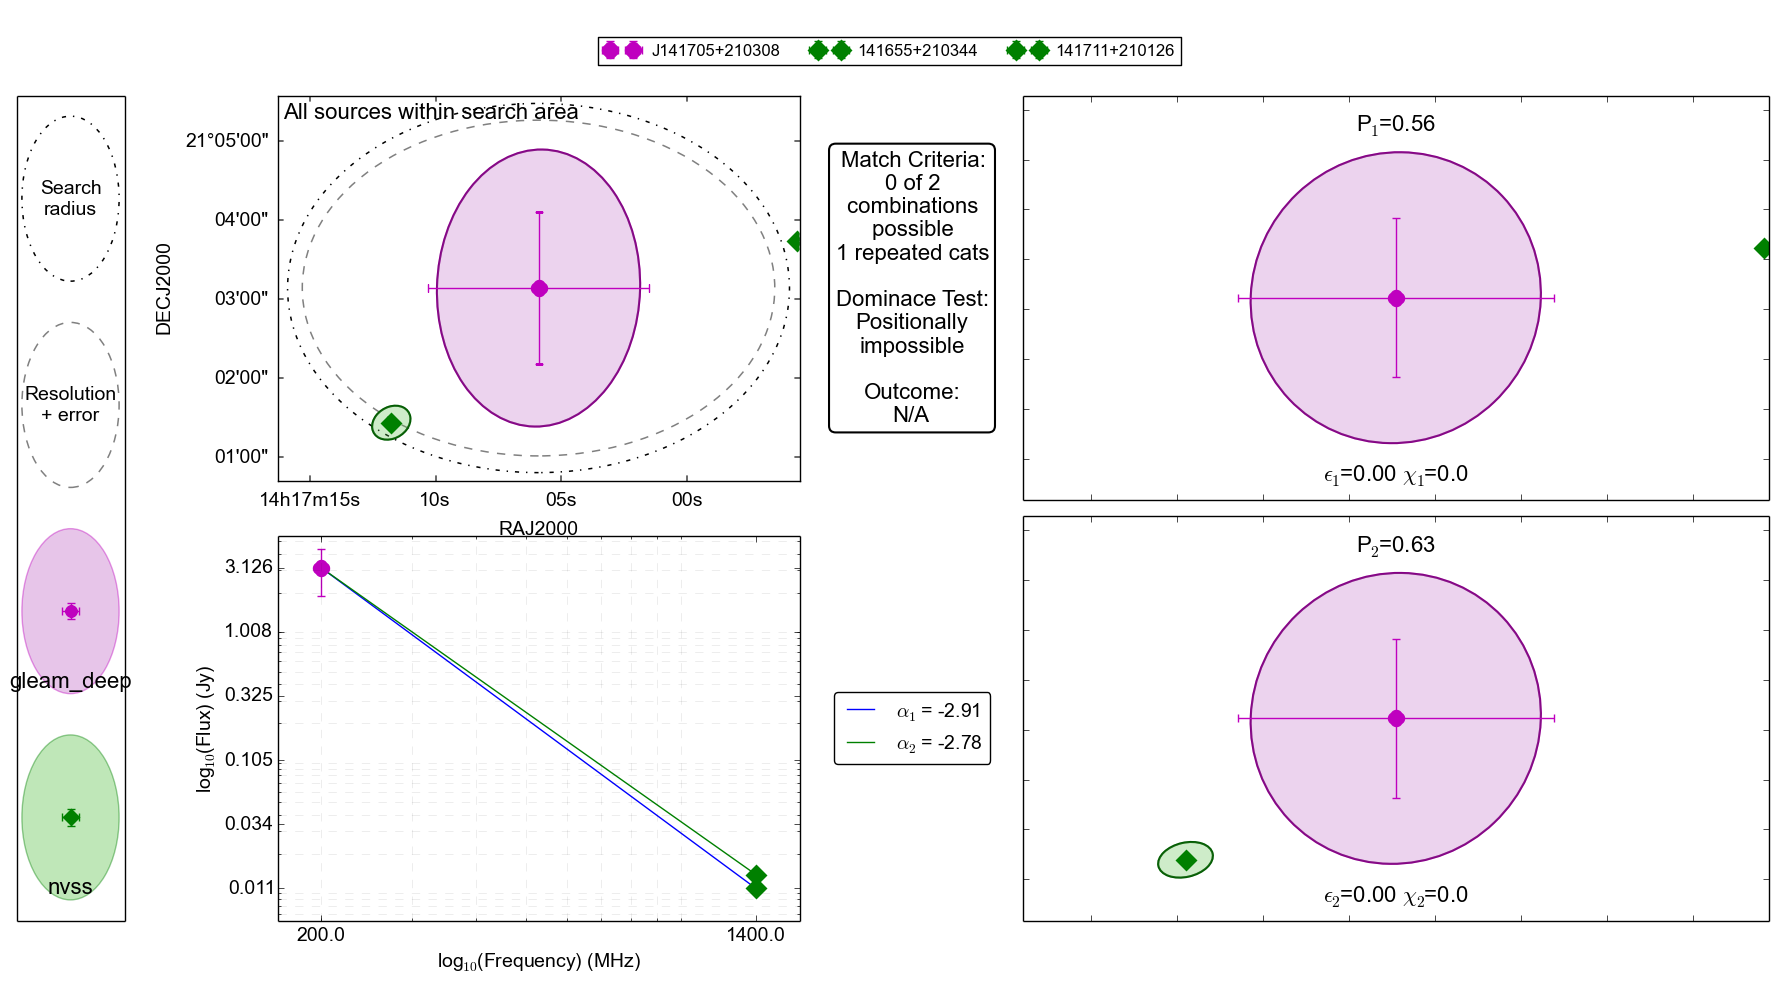 J141705+210308 141655+210344 141711+210126
Search
radius
Resolution
+ error
gleam_deep
nvss
All sources within search area
DECJ2000
21°05'00"
04'00"
03'00"
02'00"
01'00"
14h17m15s 10s 05s 00s
RAJ2000
log10(Flux) (Jy)
3.126
1.008
0.325
0.105
0.034
0.011
200.0 1400.0
log10(Frequency) (MHz)
Match Criteria:
0 of 2
combinations
possible
1 repeated cats
Dominace Test:
Positionally
impossible
Outcome:
N/A
α1 = -2.91
α2 = -2.78
P1=0.56
ϵ1=0.00 χ1=0.0
P2=0.63
ϵ2=0.00 χ2=0.0